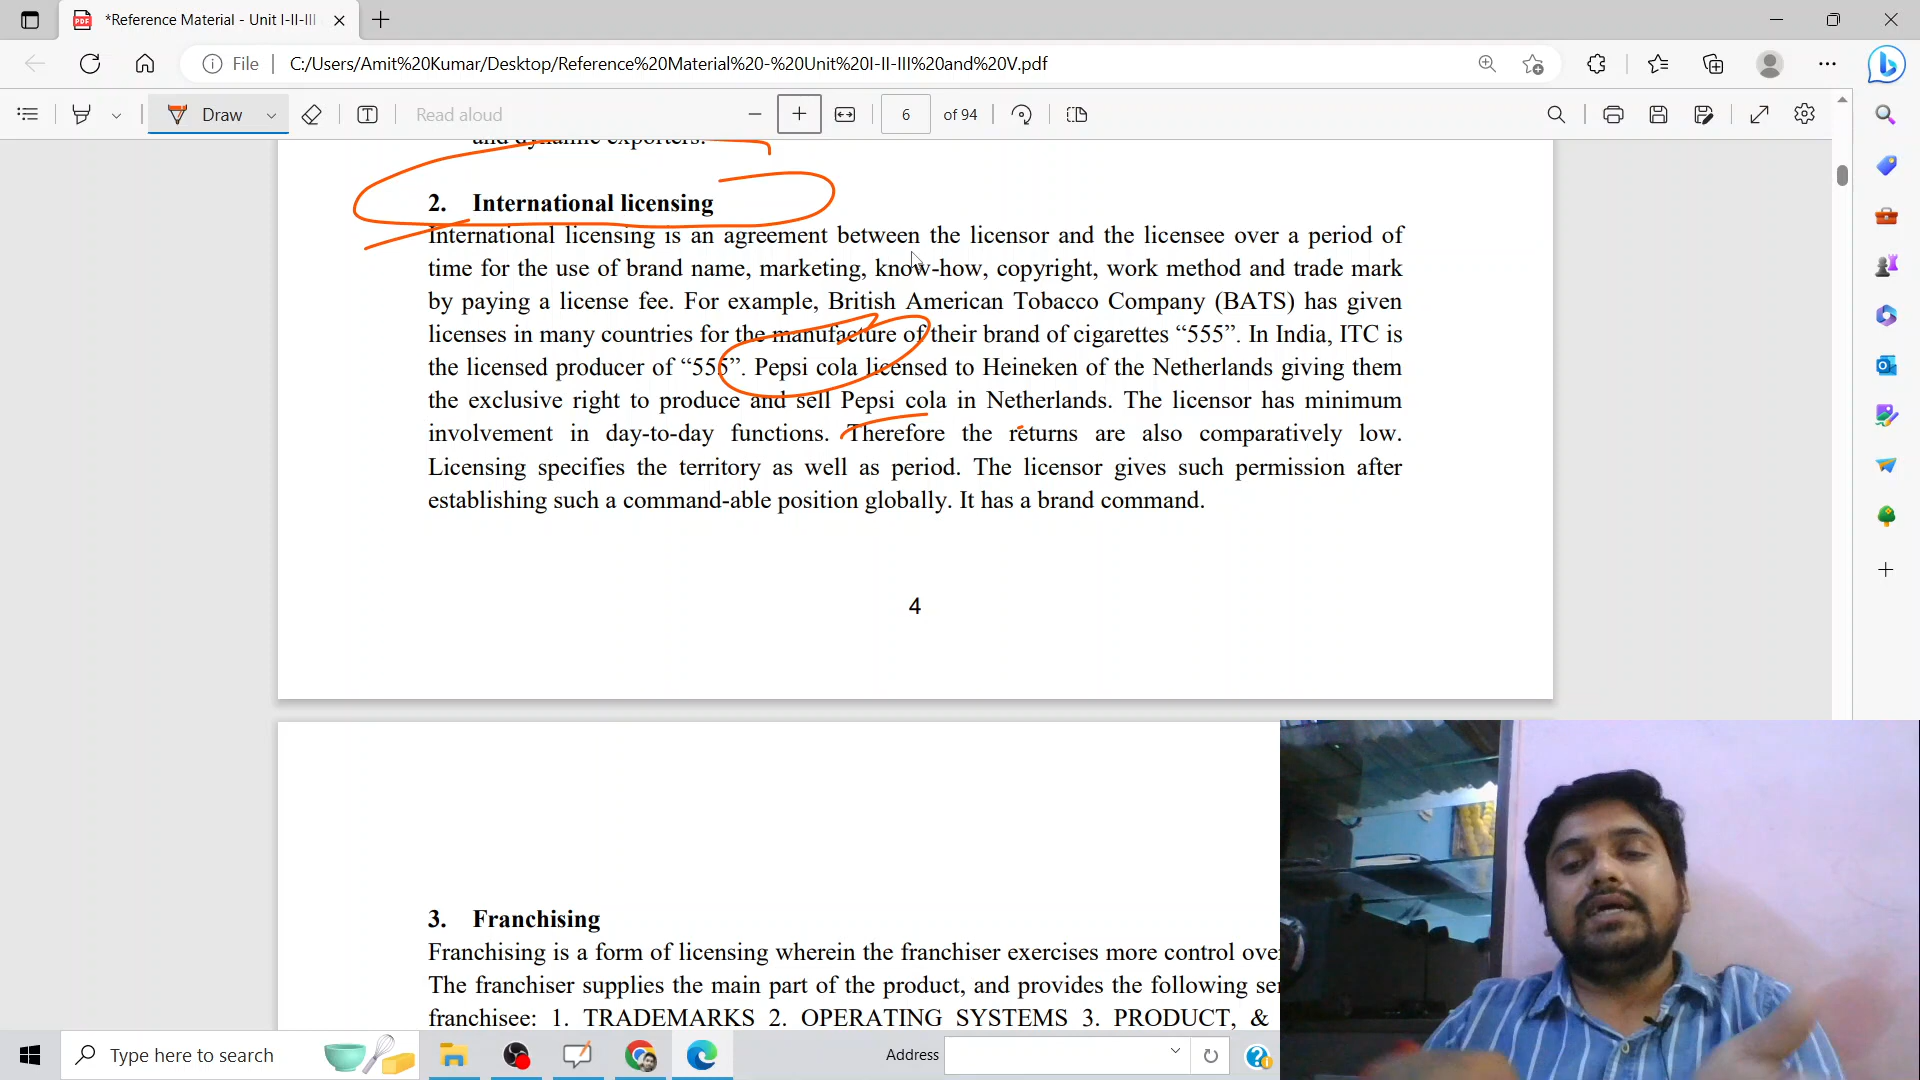 *Reference Material - Unit I-II-III
File
C:/Users/Amit%20Kumar/Desktop/Reference%20Material%20-%20Unit%20I-II-III%20and%20V.pdf
Draw
Read aloud
6
of 94
and dynamic exporters.
2. International licensing
International licensing is an agreement between the licensor and the licensee over a period of
time for the use of brand name, marketing, know-how, copyright, work method and trade mark
by paying a license fee. For example, British American Tobacco Company (BATS) has given
licenses in many countries for the manufacture of their brand of cigarettes “555”. In India, ITC is
the licensed producer of “555”. Pepsi cola licensed to Heineken of the Netherlands giving them
the exclusive right to produce and sell Pepsi cola in Netherlands. The licensor has minimum
involvement in day-to-day functions. Therefore the returns are also comparatively low.
Licensing specifies the territory as well as period. The licensor gives such permission after
establishing such a command-able position globally. It has a brand command.
4
3. Franchising
Franchising is a form of licensing wherein the franchiser exercises more control ove
The franchiser supplies the main part of the product, and provides the following se
franchisee: 1. TRADEMARKS 2. OPERATING SYSTEMS 3. PRODUCT, &
Type here to search
Address